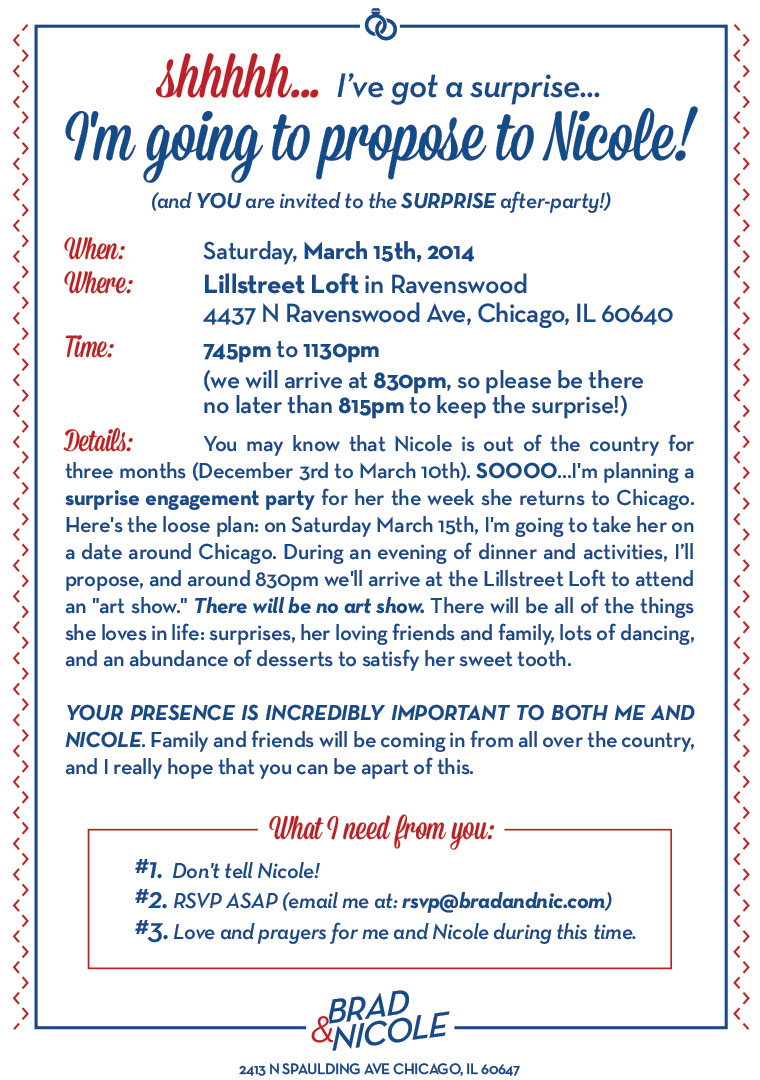 shhhhh... I've got a surprise...
I'm going to propose to Nicole!
(and YOU are invited to the SURPRISE after-party!)
When: Saturday, March 15th, 2014
Where: Lillstreet Loft in Ravenswood
4437 N Ravenswood Ave, Chicago, IL 60640
Time: 745pm to 1130pm
(we will arrive at 830pm, so please be there
no later than 815pm to keep the surprise!)
Details: You may know that Nicole is out of the country for
three months (December 3rd to March 10th). SOOOO...I'm planning a
surprise engagement party for her the week she returns to Chicago.
Here's the loose plan: on Saturday March 15th, I'm going to take her on
a date around Chicago. During an evening of dinner and activities, I'll
propose, and around 830pm we'll arrive at the Lillstreet Loft to attend
an "art show." There will be no art show. There will be all of the things
she loves in life: surprises, her loving friends and family, lots of dancing,
and an abundance of desserts to satisfy her sweet tooth.
YOUR PRESENCE IS INCREDIBLY IMPORTANT TO BOTH ME AND
NICOLE. Family and friends will be coming in from all over the country,
and I really hope that you can be apart of this.
What I need from you:
#1. Don't tell Nicole!
#2. RSVP ASAP (email me at: rsvp@bradandnic.com)
#3. Love and prayers for me and Nicole during this time.
BRAD
&NICOLE
2413 N SPAULDING AVE CHICAGO, IL 60647